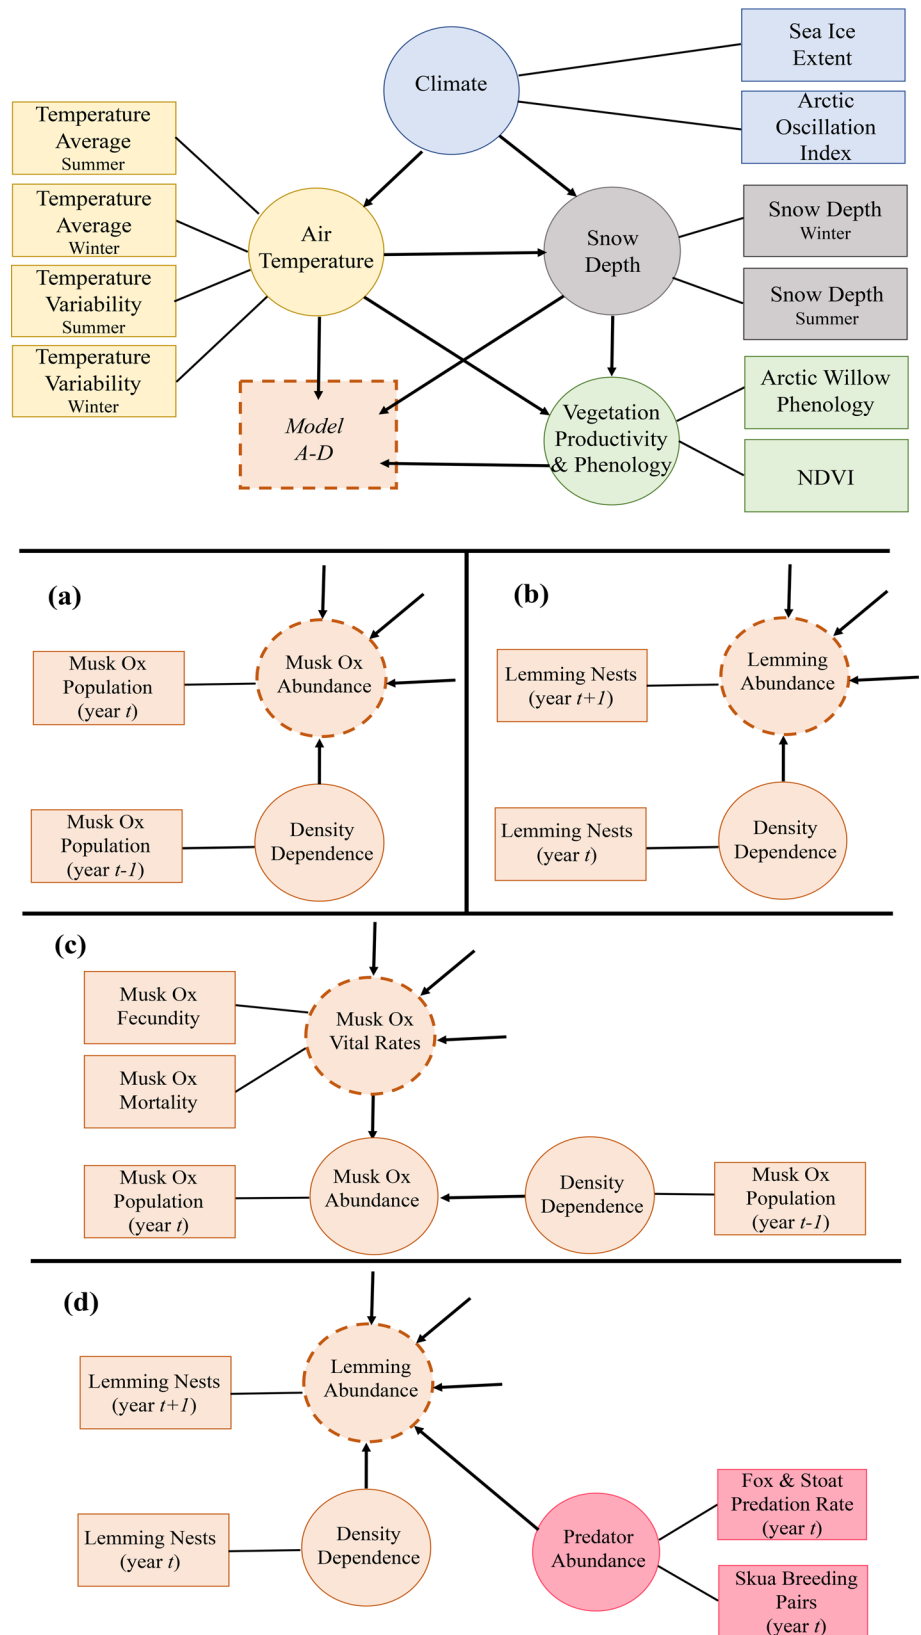 Climate
Sea Ice
Extent
Arctic
Oscillation
Index
Temperature
Average
Summer
Temperature
Average
Winter
Temperature
Variability
Summer
Temperature
Variability
Winter
Air
Temperature
Snow
Depth
Snow Depth
Winter
Snow Depth
Summer
Model
A-D
Vegetation
Productivity
& Phenology
Arctic Willow
Phenology
NDVI
(a)
Musk Ox
Population
(year t)
Musk Ox
Abundance
Musk Ox
Population
(year t-1)
Density
Dependence
(b)
Lemming Nests
(year t+1)
Lemming
Abundance
Lemming Nests
(year t)
Density
Dependence
(c)
Musk Ox
Fecundity
Musk Ox
Mortality
Musk Ox
Vital Rates
Musk Ox
Population
(year t)
Musk Ox
Abundance
Density
Dependence
Musk Ox
Population
(year t-1)
(d)
Lemming Nests
(year t+1)
Lemming
Abundance
Lemming Nests
(year t)
Density
Dependence
Predator
Abundance
Fox & Stoat
Predation Rate
(year t)
Skua Breeding
Pairs
(year t)